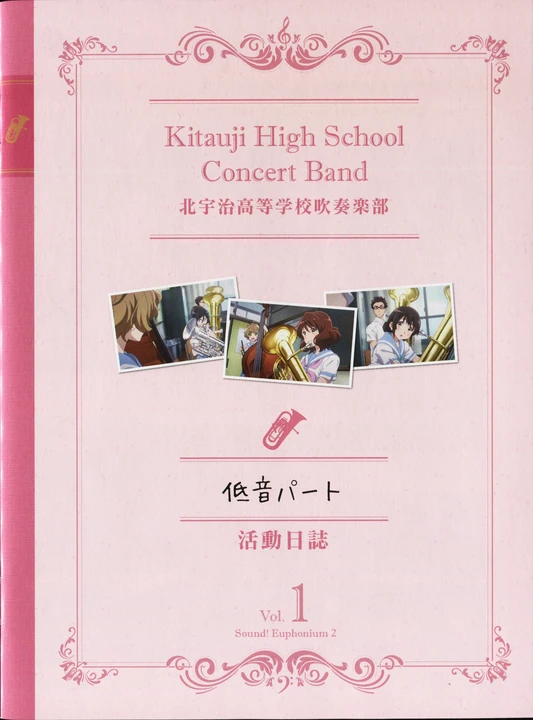 Kitauji High School
Concert Band
北宇治高等学校吹奏楽部
低音パート
活動日誌
Vol. 1
Sound! Euphonium 2